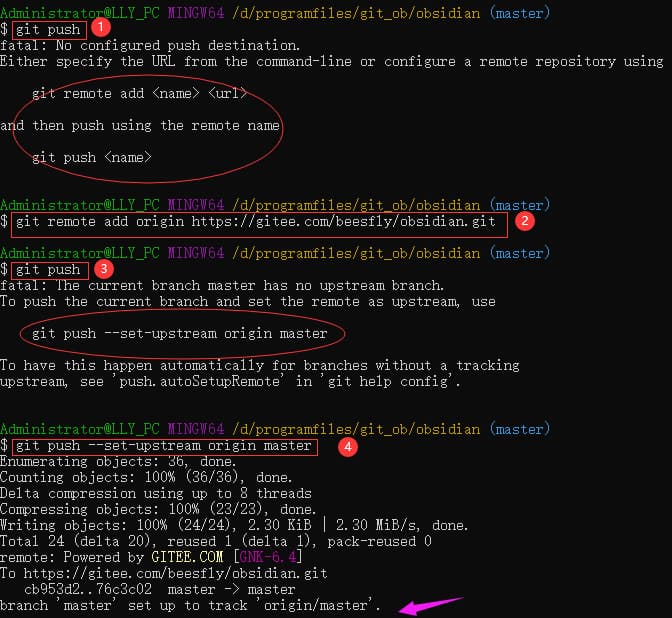 Administrator@LLY_PC MINGW64 /d/programfiles/git_ob/obsidian (master)
$ git push 1
fatal: No configured push destination.
Either specify the URL from the command-line or configure a remote repository using
git remote add <name> <url>
and then push using the remote name
git push <name>
Administrator@LLY_PC MINGW64 /d/programfiles/git_ob/obsidian (master)
$ git remote add origin https://gitee.com/beesfly/obsidian.git 2
Administrator@LLY_PC MINGW64 /d/programfiles/git_ob/obsidian (master)
$ git push 3
fatal: The current branch master has no upstream branch.
To push the current branch and set the remote as upstream, use
git push --set-upstream origin master
To have this happen automatically for branches without a tracking
upstream, see 'push.autoSetupRemote' in 'git help config'.
Administrator@LLY_PC MINGW64 /d/programfiles/git_ob/obsidian (master)
$ git push --set-upstream origin master 4
Enumerating objects: 36, done.
Counting objects: 100% (36/36), done.
Delta compression using up to 8 threads
Compressing objects: 100% (23/23), done.
Writing objects: 100% (24/24), 2.30 KiB | 2.30 MiB/s, done.
Total 24 (delta 20), reused 1 (delta 1), pack-reused 0
remote: Powered by GITEE.COM [GNK-6.4]
To https://gitee.com/beesfly/obsidian.git
cb953d2..76c3c02 master -> master
branch 'master' set up to track 'origin/master'.